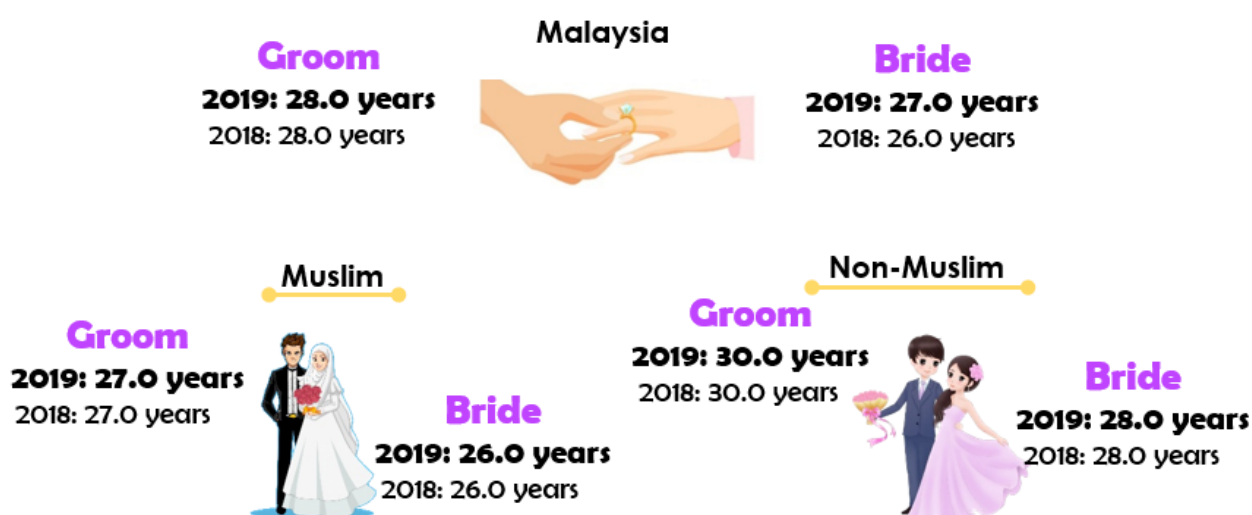 Malaysia
Groom
2019: 28.0 years
2018: 28.0 years
Bride
2019: 27.0 years
2018: 26.0 years
Muslim
Groom
2019: 27.0 years
2018: 27.0 years
Bride
2019: 26.0 years
2018: 26.0 years
Non-Muslim
Groom
2019: 30.0 years
2018: 30.0 years
Bride
2019: 28.0 years
2018: 28.0 years